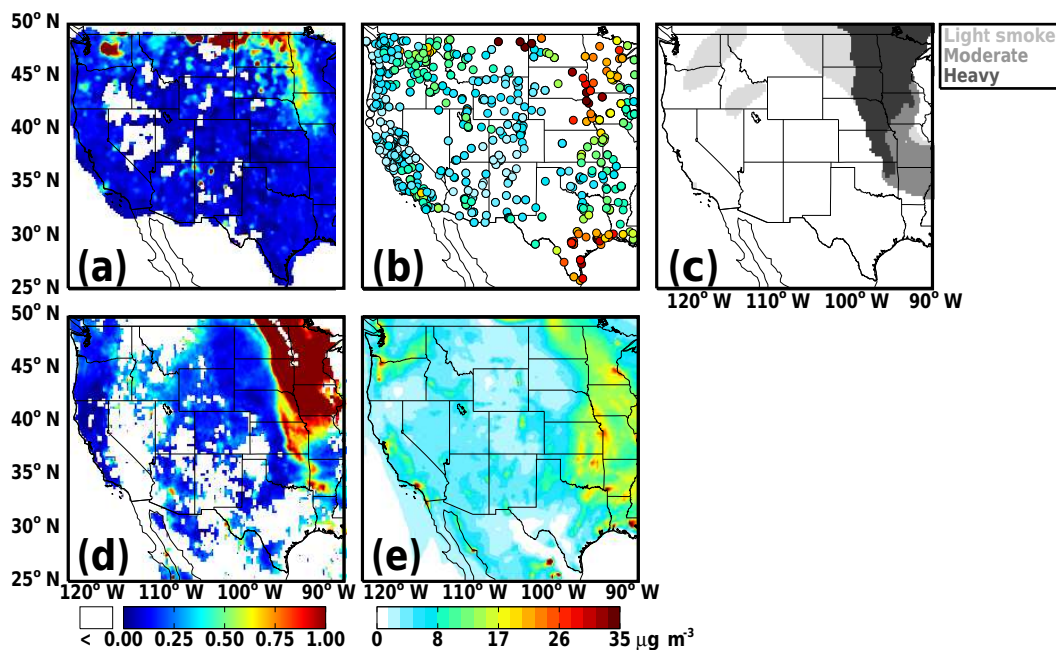 50° N
45° N
40° N
35° N
30° N
25° N
(a)
(b)
(c)
Light smoke
Moderate
Heavy
120° W 110° W 100° W 90° W
50° N
45° N
40° N
35° N
30° N
25° N
(d)
(e)
120° W 110° W 100° W 90° W
120° W 110° W 100° W 90° W
< 0.00 0.25 0.50 0.75 1.00
0 8 17 26 35 µg m⁻³